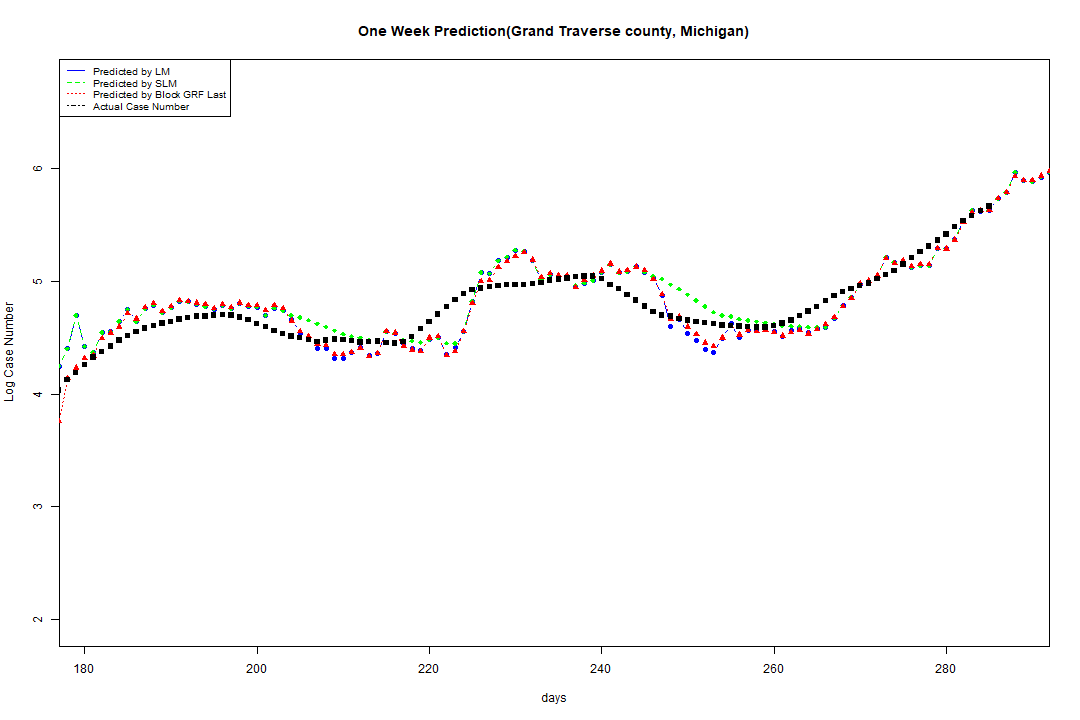 One Week Prediction(Grand Traverse county, Michigan)
Predicted by LM
Predicted by SLM
Predicted by Block GRF Last
Actual Case Number
6
5
4
3
2
Log Case Number
180 200 220 240 260 280
days